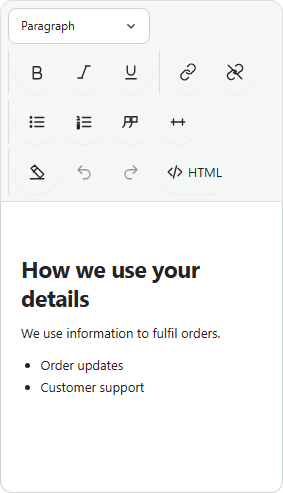 Paragraph
B
U
</> HTML
How we use your
details
We use information to fulfil orders.
Order updates
Customer support